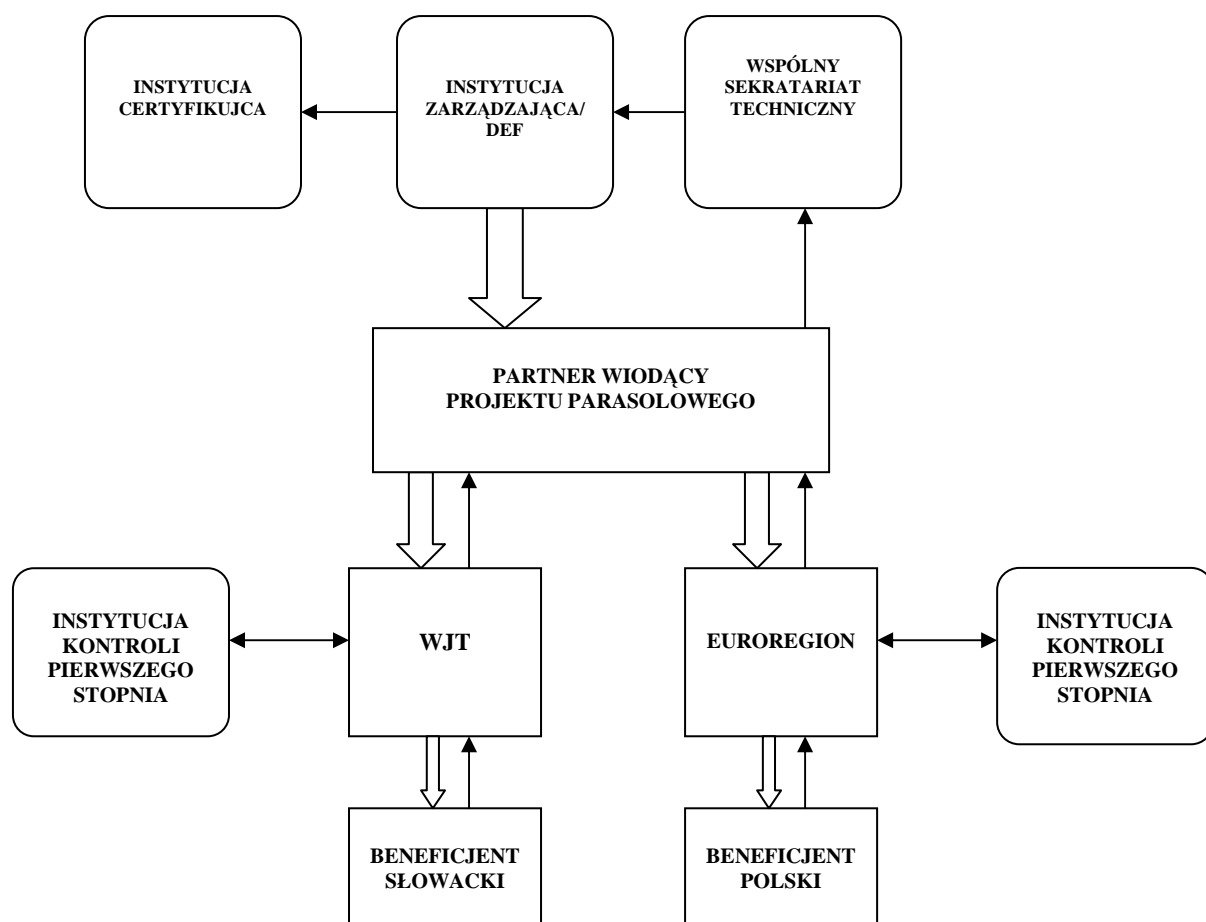 INSTYTUCJA
CERTYFIKUJCA
INSTYTUCJA
ZARZĄDZAJĄCA/
DEF
WSPÓLNY
SEKRATARIAT
TECHNICZNY
PARTNER WIODĄCY
PROJEKTU PARASOLOWEGO
INSTYTUCJA
KONTROLI
PIERWSZEGO
STOPNIA
WJT
EUROREGION
INSTYTUCJA
KONTROLI
PIERWSZEGO
STOPNIA
BENEFICJENT
SŁOWACKI
BENEFICJENT
POLSKI